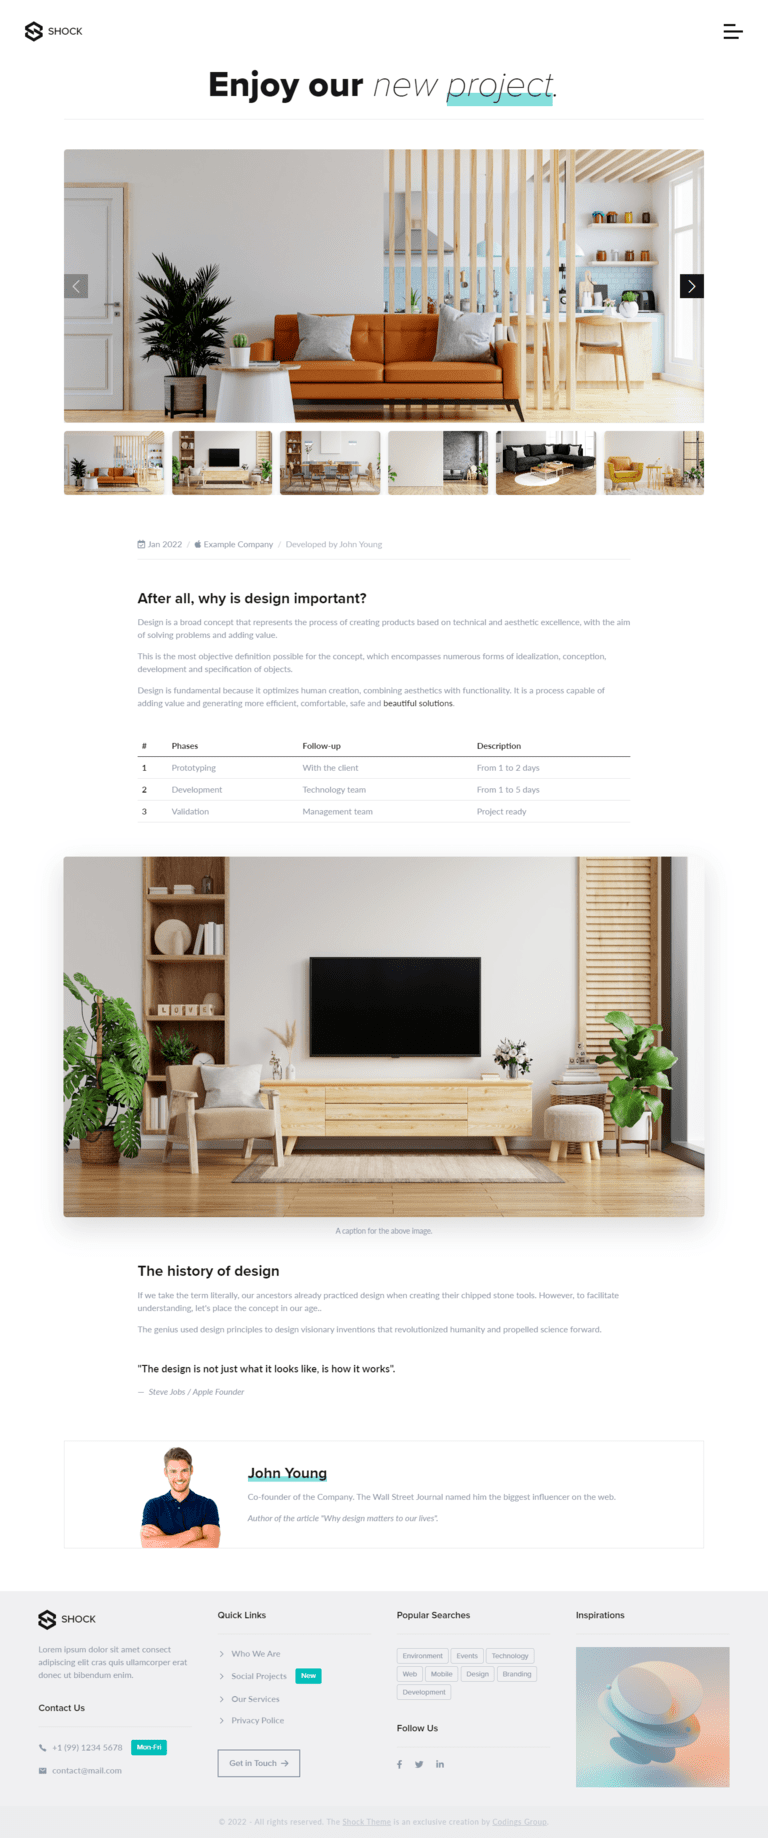 SHOCK
Enjoy our new project.
Jan 2022 / Example Company / Developed by John Young
After all, why is design important?
Design is a broad concept that represents the process of creating products based on technical and aesthetic excellence, with the aim
of solving problems and adding value.
This is the most objective definition possible for the concept, which encompasses numerous forms of idealization, conception,
development and specification of objects.
Design is fundamental because it optimizes human creation, combining aesthetics with functionality. It is a process capable of
adding value and generating more efficient, comfortable, safe and beautiful solutions.
# Phases Follow-up Description
1 Prototyping With the client From 1 to 2 days
2 Development Technology team From 1 to 5 days
3 Validation Management team Project ready
LOVE
A caption for the above image.
The history of design
If we take the term literally, our ancestors already practiced design when creating their chipped stone tools. However, to facilitate
understanding, let's place the concept in our age..
The genius used design principles to design visionary inventions that revolutionized humanity and propelled science forward.
"The design is not just what it looks like, is how it works".
— Steve Jobs / Apple Founder
John Young
Co-founder of the Company. The Wall Street Journal named him the biggest influencer on the web.
Author of the article "Why design matters to our lives".
SHOCK
Lorem ipsum dolor sit amet consect
adipiscing elit cras quis ullamcorper erat
donec ut bibendum enim.
Contact Us
+1 (99) 1234 5678 Mon-Fri
contact@mail.com
Quick Links
Who We Are
Social Projects New
Our Services
Privacy Police
Get in Touch
Popular Searches
Environment Events Technology
Web Mobile Design Branding
Development
Follow Us
Inspirations
© 2022 - All rights reserved. The Shock Theme is an exclusive creation by Codings Group.